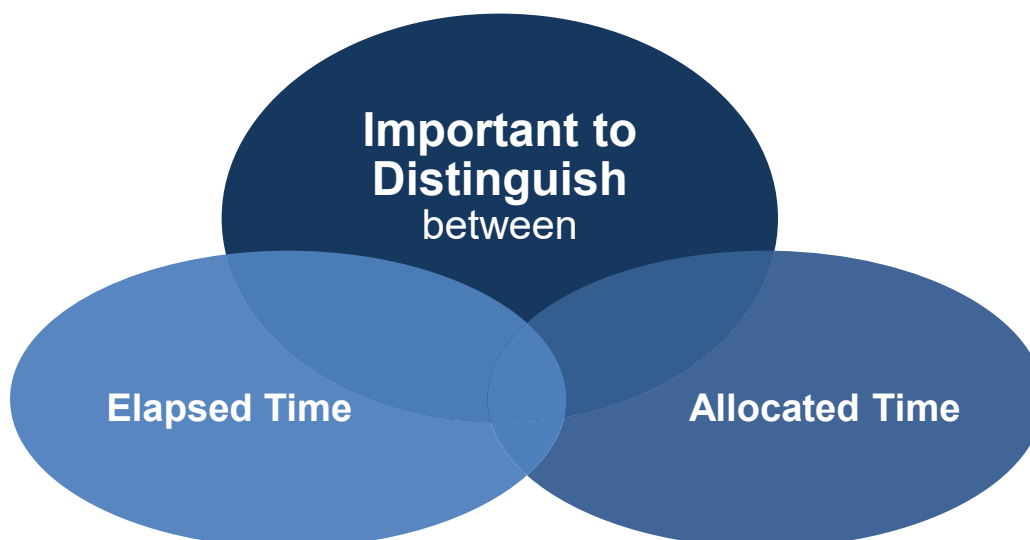 Important to
Distinguish
between
Elapsed Time
Allocated Time